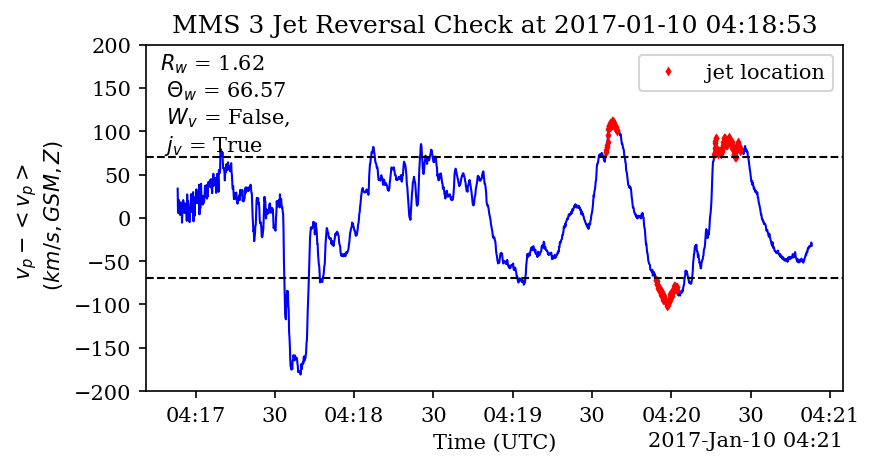 MMS 3 Jet Reversal Check at 2017-01-10 04:18:53
R_w = 1.62
Θ_w = 66.57
W_v = False,
j_v = True
jet location
200
150
100
50
0
−50
−100
−150
−200
v_p − < v_p >
(km/s, GSM, Z)
04:17 30 04:18 30 04:19 30 04:20 30 04:21
Time (UTC)
2017-Jan-10 04:21